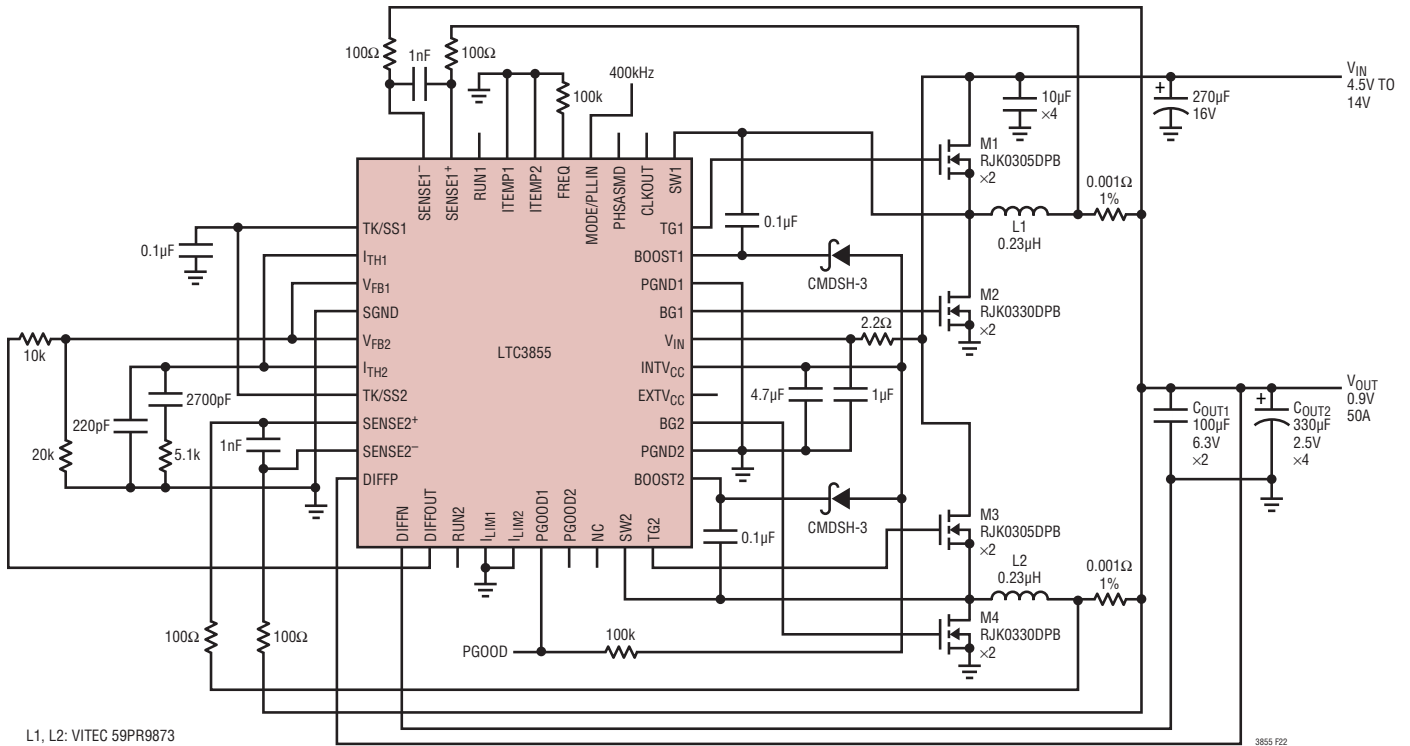 100Ω
1nF
100Ω
100k
400kHz
V_IN
4.5V TO
14V
10µF
×4
+
270µF
16V
SENSE1⁻
SENSE1⁺
RUN1
ITEMP1
ITEMP2
FREQ
MODE/PLLIN
PHSASMD
CLKOUT
SW1
M1
RJK0305DPB
×2
0.001Ω
1%
L1
0.23µH
0.1µF
TK/SS1
TG1
0.1µF
I_TH1
BOOST1
CMDSH-3
V_FB1
PGND1
SGND
BG1
M2
RJK0330DPB
×2
2.2Ω
10k
V_FB2
V_IN
LTC3855
I_TH2
INTV_CC
TK/SS2
EXTV_CC
4.7µF
1µF
V_OUT
0.9V
50A
C_OUT1
100µF
6.3V
×2
+
C_OUT2
330µF
2.5V
×4
2700pF
220pF
SENSE2⁺
BG2
1nF
20k
5.1k
SENSE2⁻
PGND2
DIFFP
BOOST2
CMDSH-3
DIFFN
DIFFOUT
RUN2
I_LIM1
I_LIM2
PGOOD1
PGOOD2
NC
SW2
TG2
0.1µF
M3
RJK0305DPB
×2
L2
0.23µH
0.001Ω
1%
M4
RJK0330DPB
×2
100Ω
100Ω
PGOOD
100k
L1, L2: VITEC 59PR9873
3855 F22